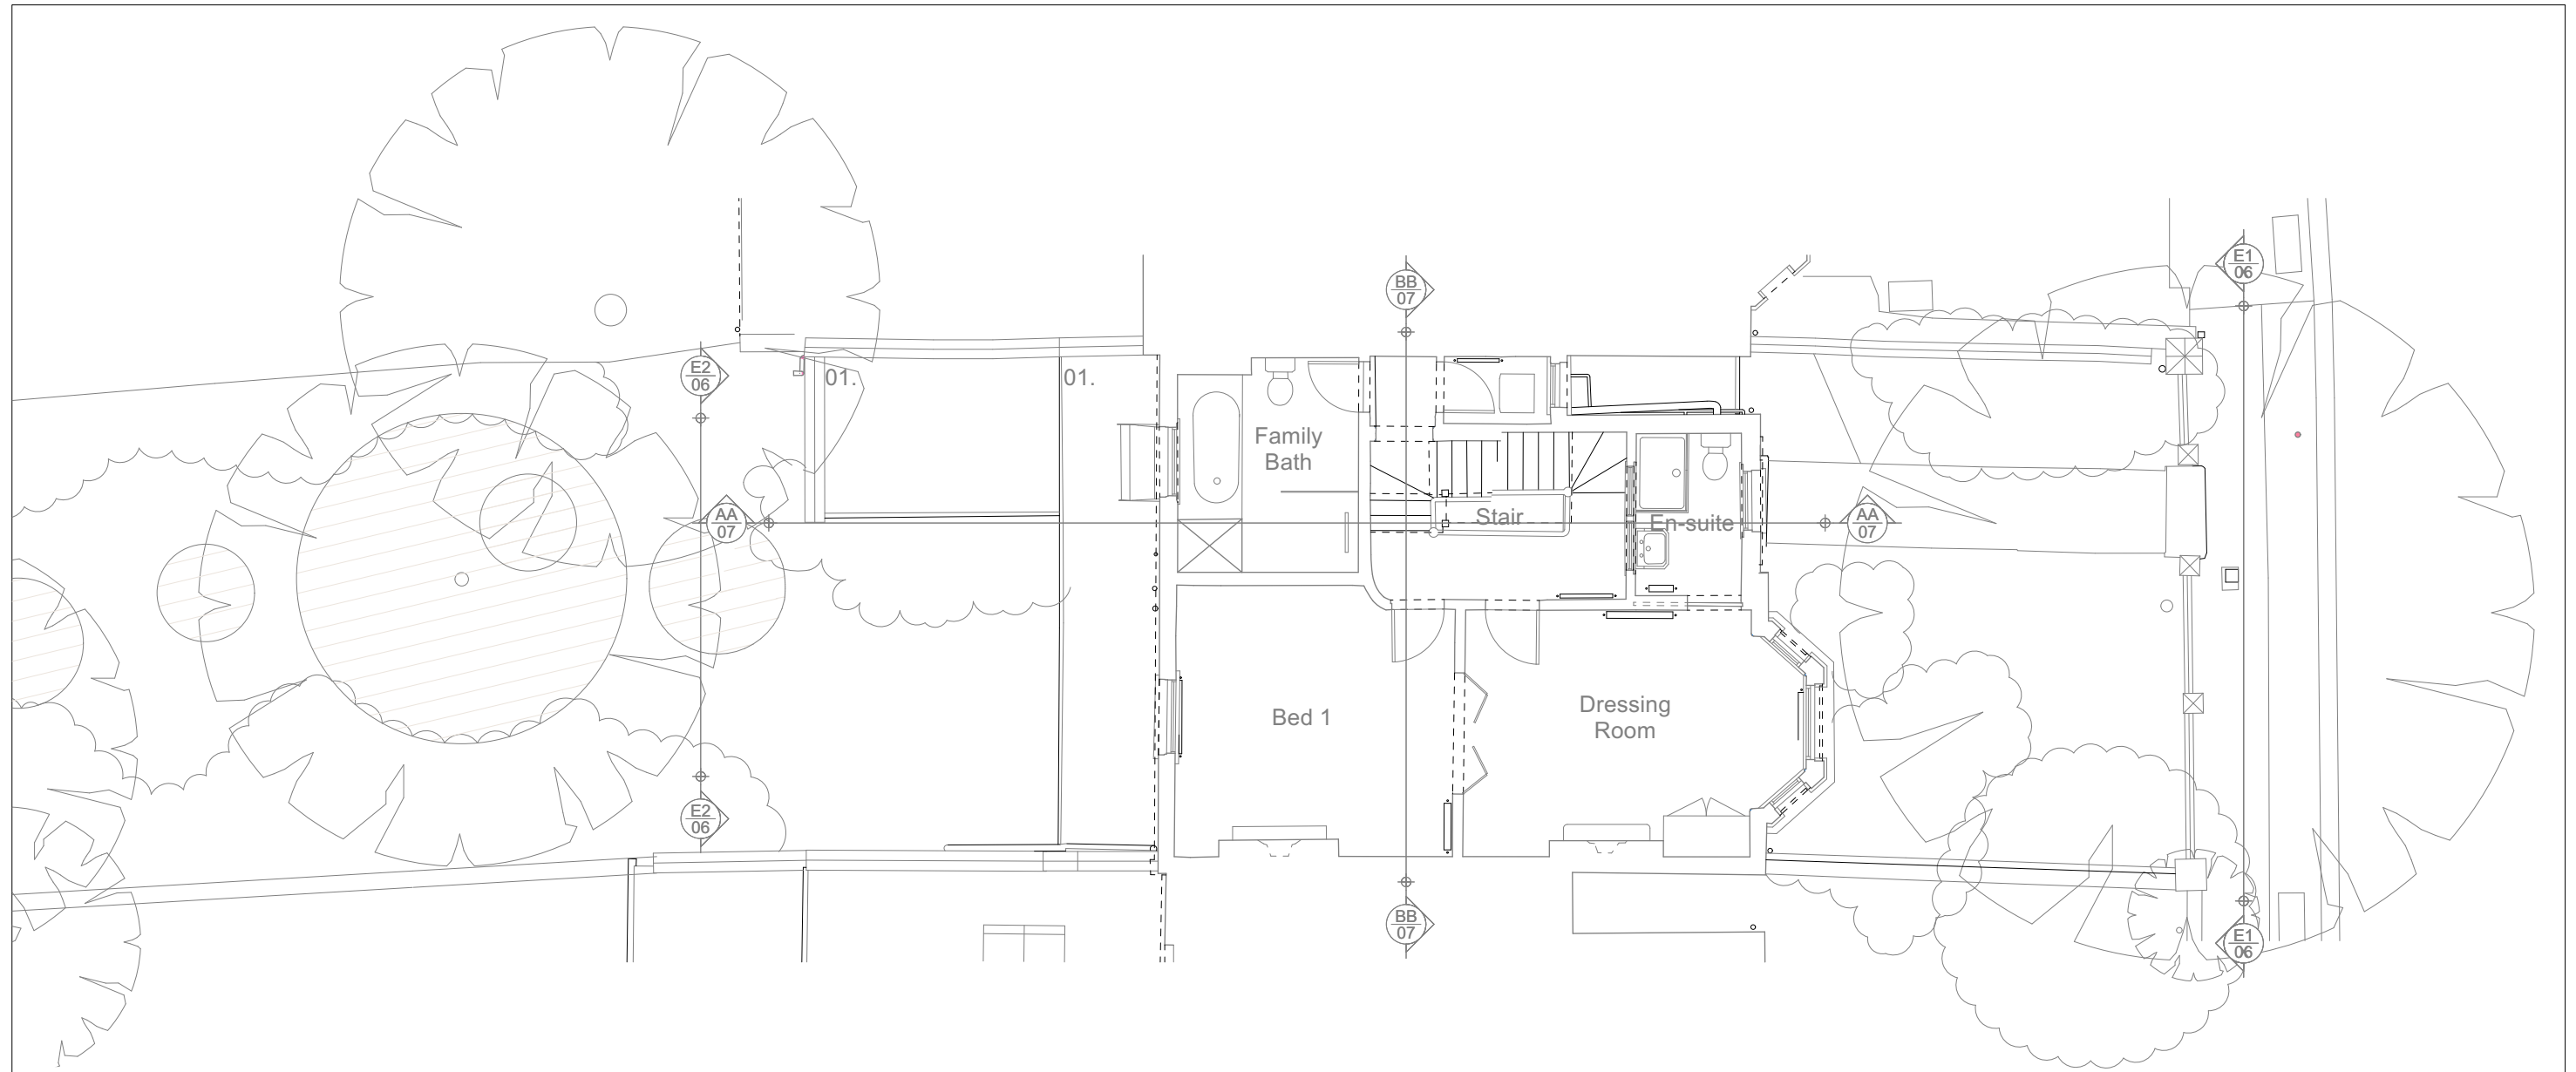 E1
06
BB
07
E2
06
01.
01.
Family
Bath
AA
07
Stair
En-suite
AA
07
Bed 1
Dressing
Room
E2
06
BB
07
E1
06